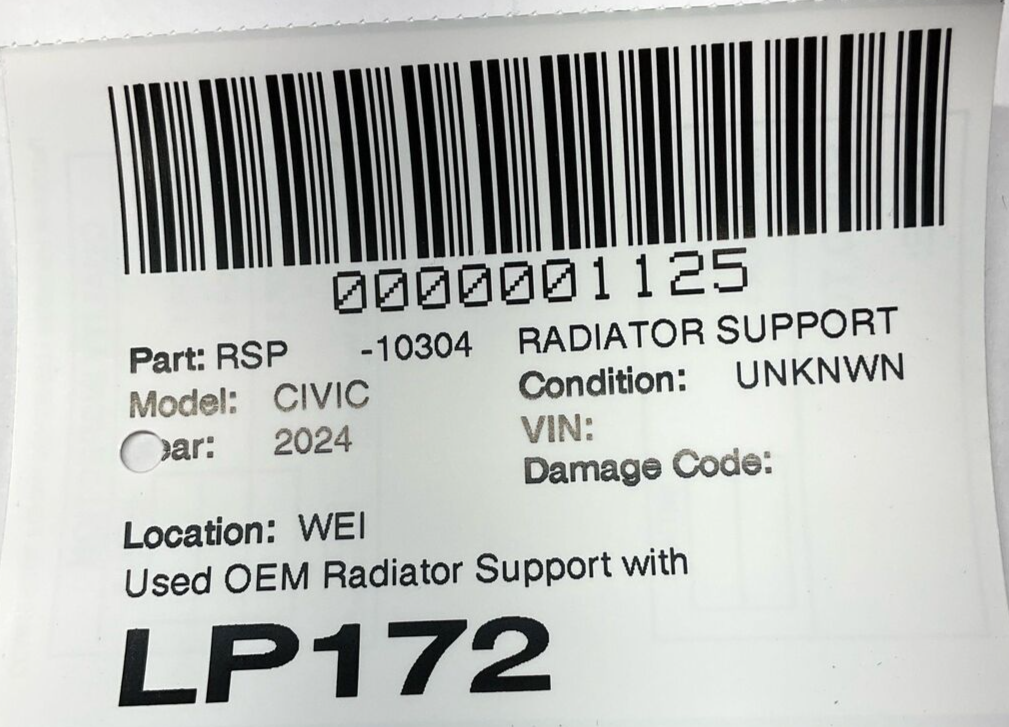 0000001125
Part: RSP -10304 RADIATOR SUPPORT
Model: CIVIC Condition: UNKNWN
ear: 2024 VIN:
Damage Code:
Location: WEI
Used OEM Radiator Support with
LP172